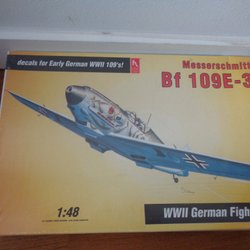 decals for Early German WWII 109's!
Messerschmitt
Bf 109E-3
1:48
WWII German Figh